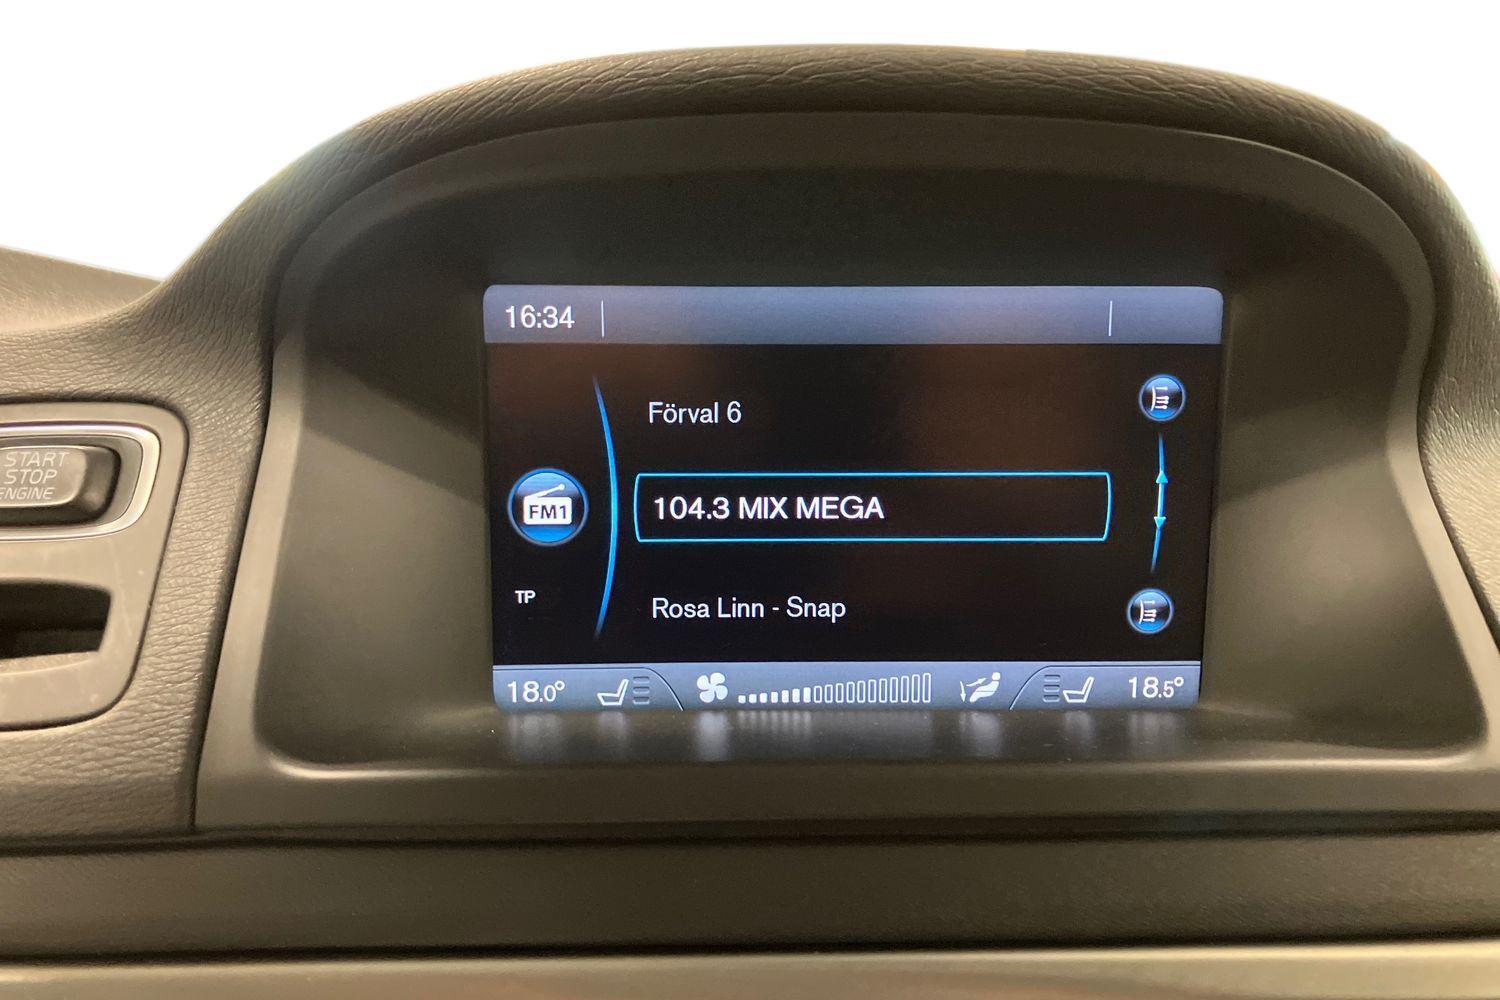 16:34
Förval 6
START
STOP
ENGINE
FM1
104.3 MIX MEGA
TP
Rosa Linn - Snap
18.0°
18.5°